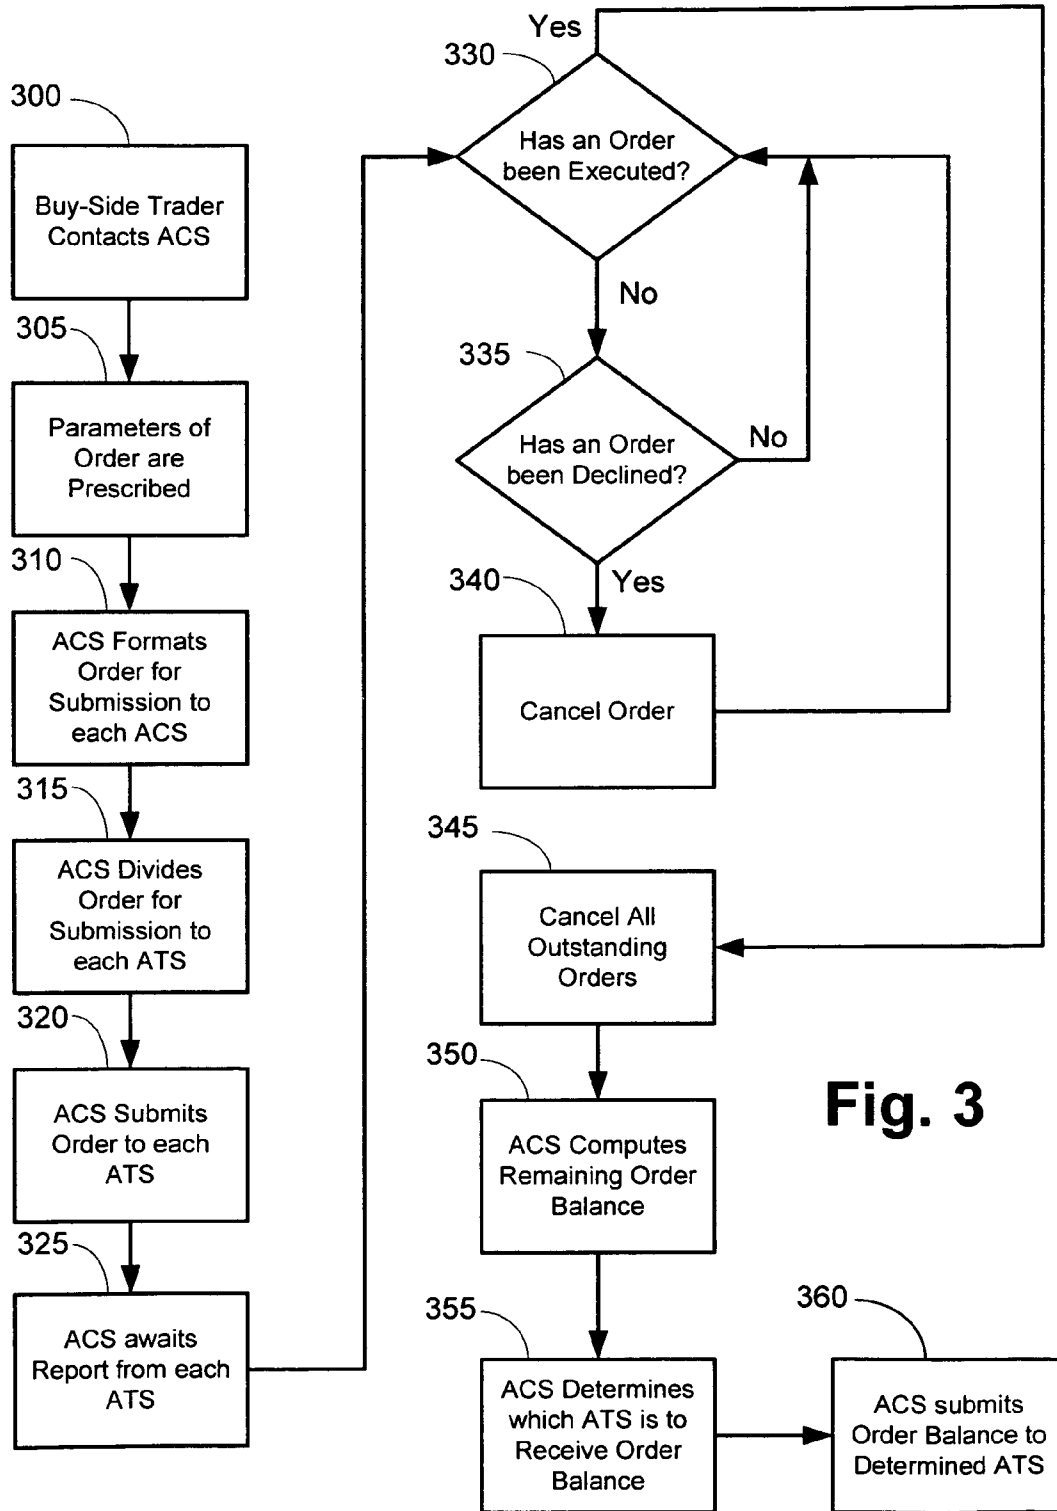 300
Buy-Side Trader
Contacts ACS
305
Parameters of
Order are
Prescribed
310
ACS Formats
Order for
Submission to
each ACS
315
ACS Divides
Order for
Submission to
each ATS
320
ACS Submits
Order to each
ATS
325
ACS awaits
Report from each
ATS
Yes
330
Has an Order
been Executed?
No
335
Has an Order
been Declined?
No
Yes
340
Cancel Order
345
Cancel All
Outstanding
Orders
350
ACS Computes
Remaining Order
Balance
355
ACS Determines
which ATS is to
Receive Order
Balance
360
ACS submits
Order Balance to
Determined ATS
Fig. 3